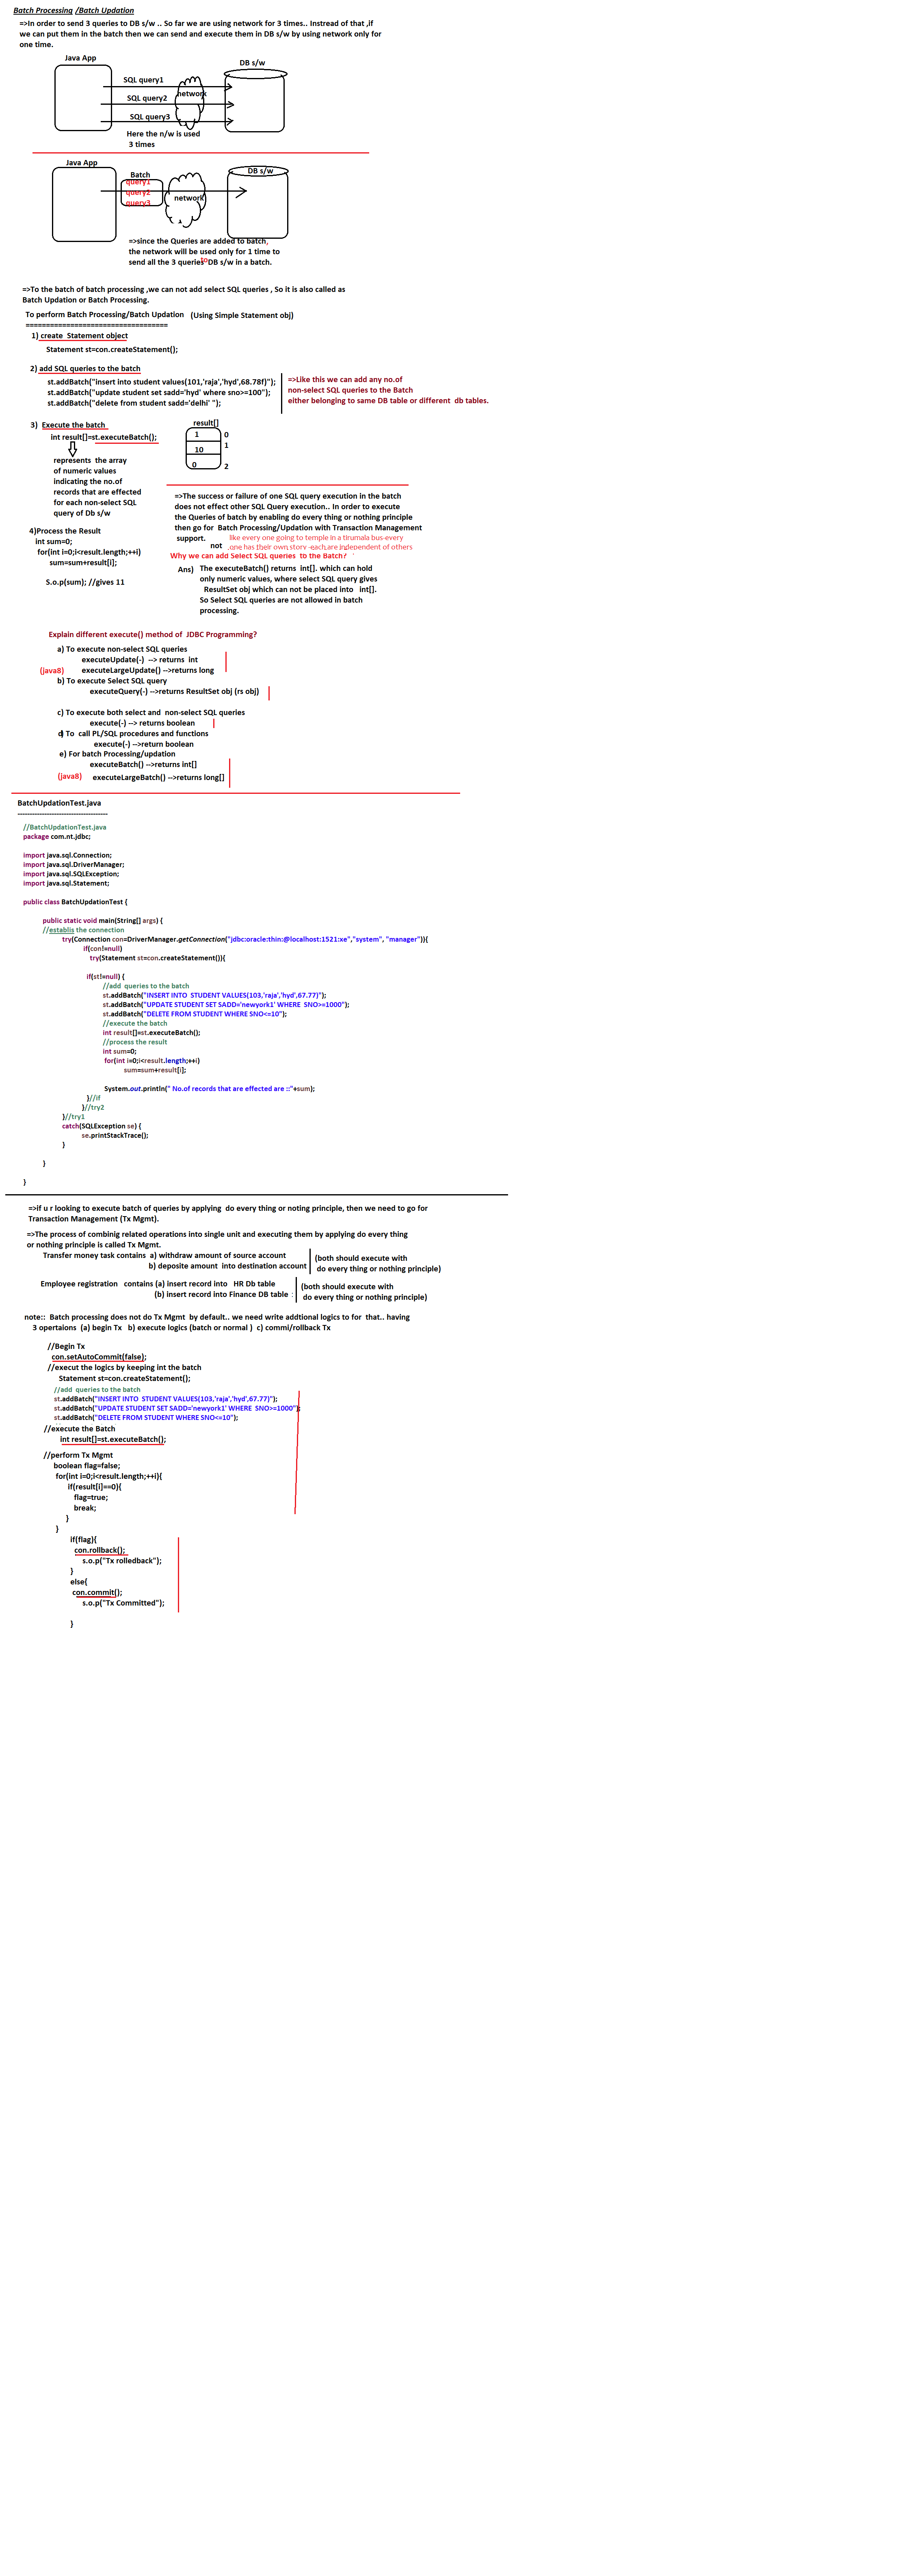 Batch Processing /Batch Updation
=>In order to send 3 queries to DB s/w .. So far we are using network for 3 times.. Instread of that ,if
we can put them in the batch then we can send and execute them in DB s/w by using network only for
one time.
Java App
DB s/w
SQL query1
network
SQL query2
SQL query3
Here the n/w is used
3 times
Java App
Batch
DB s/w
query1
query2
network
query3
=>since the Queries are added to batch,
the network will be used only for 1 time to
send all the 3 queries to DB s/w in a batch.
=>To the batch of batch processing ,we can not add select SQL queries , So it is also called as
Batch Updation or Batch Processing.
To perform Batch Processing/Batch Updation (Using Simple Statement obj)
===================================
1) create Statement object
Statement st=con.createStatement();
2) add SQL queries to the batch
st.addBatch("insert into student values(101,'raja','hyd',68.78f)");
st.addBatch("update student set sadd='hyd' where sno>=100");
st.addBatch("delete from student sadd='delhi' ");
=>Like this we can add any no.of
non-select SQL queries to the Batch
either belonging to same DB table or different db tables.
3) Execute the batch
int result[]=st.executeBatch();
represents the array
of numeric values
indicating the no.of
records that are effected
for each non-select SQL
query of Db s/w
result[]
1 0
10 1
0 2
4)Process the Result
int sum=0;
for(int i=0;i<result.length;++i)
sum=sum+result[i];
S.o.p(sum); //gives 11
=>The success or failure of one SQL query execution in the batch
does not effect other SQL Query execution.. In order to execute
the Queries of batch by enabling do every thing or nothing principle
then go for Batch Processing/Updation with Transaction Management
support. like every one going to temple in a tirumala bus-every
not one has their own story -each are independent of others
Why we can add Select SQL queries to the Batch?
Ans) The executeBatch() returns int[]. which can hold
only numeric values, where select SQL query gives
ResultSet obj which can not be placed into int[].
So Select SQL queries are not allowed in batch
processing.
Explain different execute() method of JDBC Programming?
a) To execute non-select SQL queries
executeUpdate(-) --> returns int
(java8) executeLargeUpdate() -->returns long
b) To execute Select SQL query
executeQuery(-) -->returns ResultSet obj (rs obj)
c) To execute both select and non-select SQL queries
execute(-) --> returns boolean
d) To call PL/SQL procedures and functions
execute(-) -->return boolean
e) For batch Processing/updation
executeBatch() -->returns int[]
(java8) executeLargeBatch() -->returns long[]
BatchUpdationTest.java
-------------------------------------
//BatchUpdationTest.java
package com.nt.jdbc;
import java.sql.Connection;
import java.sql.DriverManager;
import java.sql.SQLException;
import java.sql.Statement;
public class BatchUpdationTest {
public static void main(String[] args) {
//establis the connection
try(Connection con=DriverManager.getConnection("jdbc:oracle:thin:@localhost:1521:xe","system", "manager")){
if(con!=null)
try(Statement st=con.createStatement()){
if(st!=null) {
//add queries to the batch
st.addBatch("INSERT INTO STUDENT VALUES(103,'raja','hyd',67.77)");
st.addBatch("UPDATE STUDENT SET SADD='newyork1' WHERE SNO>=1000");
st.addBatch("DELETE FROM STUDENT WHERE SNO<=10");
//execute the batch
int result[]=st.executeBatch();
//process the result
int sum=0;
for(int i=0;i<result.length;++i)
sum=sum+result[i];
System.out.println(" No.of records that are effected are ::"+sum);
}//if
}//try2
}//try1
catch(SQLException se) {
se.printStackTrace();
}
}
}
=>if u r looking to execute batch of queries by applying do every thing or noting principle, then we need to go for
Transaction Management (Tx Mgmt).
=>The process of combinig related operations into single unit and executing them by applying do every thing
or nothing principle is called Tx Mgmt.
Transfer money task contains a) withdraw amount of source account
b) deposite amount into destination account
(both should execute with
do every thing or nothing principle)
Employee registration contains (a) insert record into HR Db table
(b) insert record into Finance DB table :
(both should execute with
do every thing or nothing principle)
note:: Batch processing does not do Tx Mgmt by default.. we need write addtional logics to for that.. having
3 opertaions (a) begin Tx b) execute logics (batch or normal ) c) commi/rollback Tx
//Begin Tx
con.setAutoCommit(false);
//execut the logics by keeping int the batch
Statement st=con.createStatement();
//add queries to the batch
st.addBatch("INSERT INTO STUDENT VALUES(103,'raja','hyd',67.77)");
st.addBatch("UPDATE STUDENT SET SADD='newyork1' WHERE SNO>=1000");
st.addBatch("DELETE FROM STUDENT WHERE SNO<=10");
//execute the Batch
int result[]=st.executeBatch();
//perform Tx Mgmt
boolean flag=false;
for(int i=0;i<result.length;++i){
if(result[i]==0){
flag=true;
break;
}
}
if(flag){
con.rollback();
s.o.p("Tx rolledback");
}
else{
con.commit();
s.o.p("Tx Committed");
}